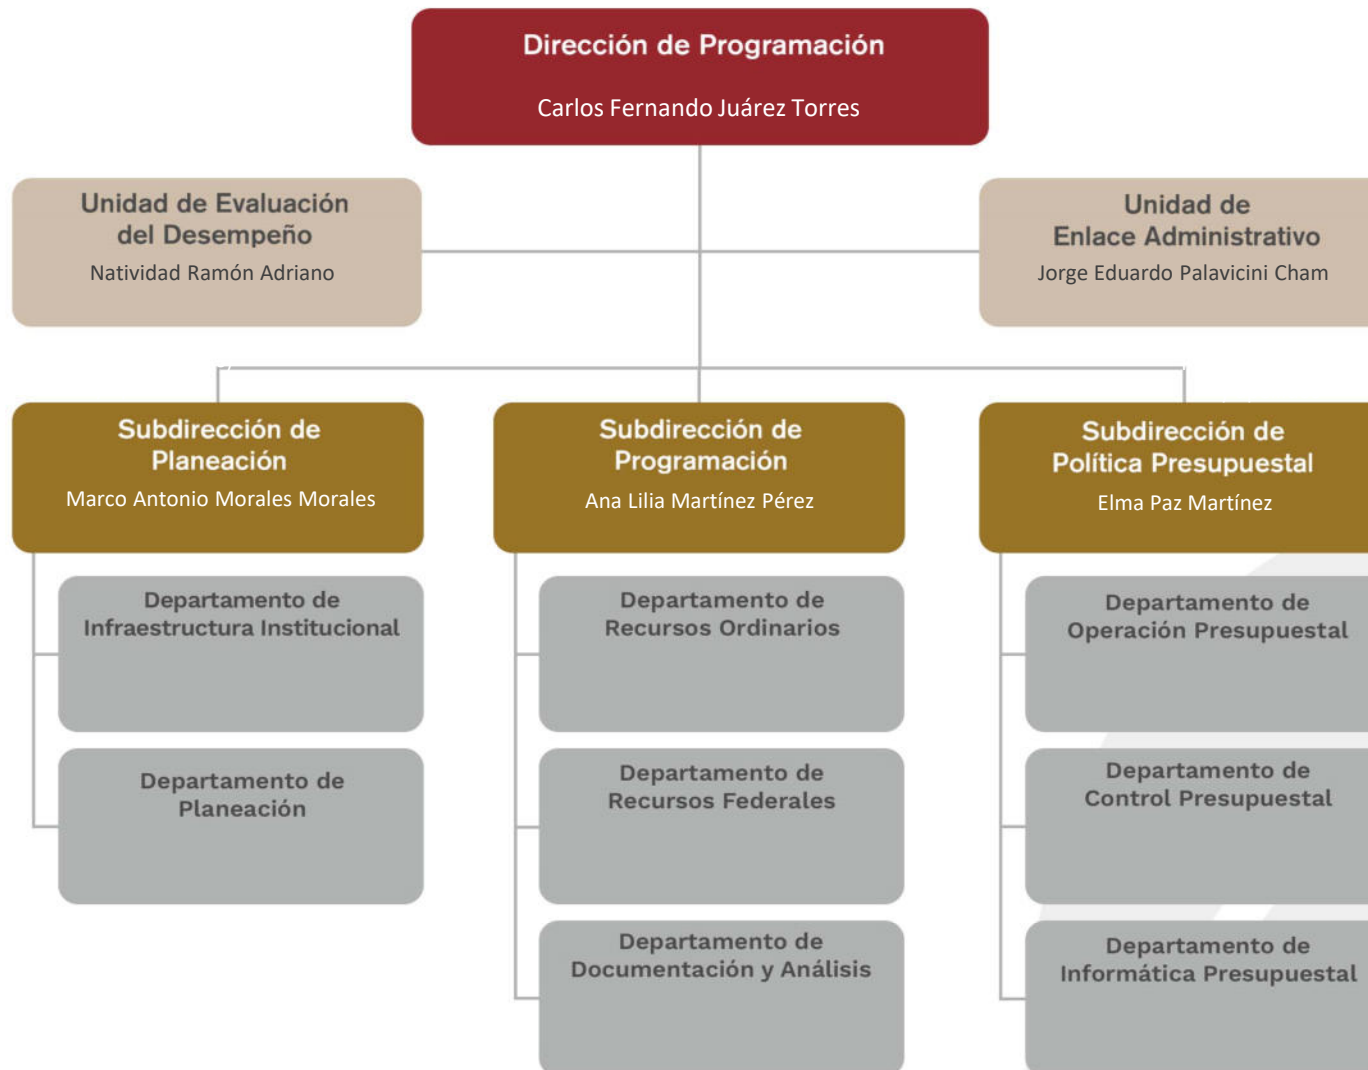 Dirección de Programación
Carlos Fernando Juárez Torres
Unidad de Evaluación
del Desempeño
Natividad Ramón Adriano
Unidad de
Enlace Administrativo
Jorge Eduardo Palavicini Cham
Subdirección de
Planeación
Marco Antonio Morales Morales
Subdirección de
Programación
Ana Lilia Martínez Pérez
Subdirección de
Política Presupuestal
Elma Paz Martínez
Departamento de
Infraestructura Institucional
Departamento de
Planeación
Departamento de
Recursos Ordinarios
Departamento de
Recursos Federales
Departamento de
Documentación y Análisis
Departamento de
Operación Presupuestal
Departamento de
Control Presupuestal
Departamento de
Informática Presupuestal